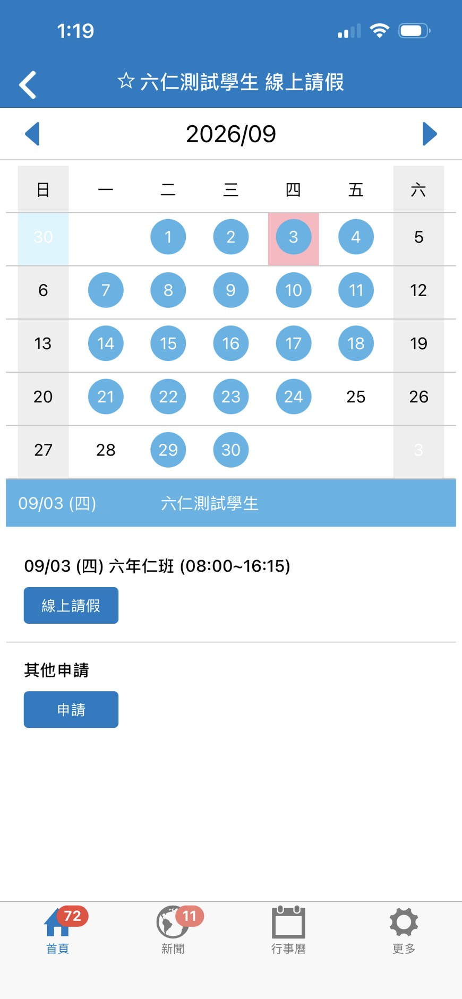 1:19
☆ 六仁測試學生 線上請假
2026/09
日 一 二 三 四 五 六
30 1 2 3 4 5
6 7 8 9 10 11 12
13 14 15 16 17 18 19
20 21 22 23 24 25 26
27 28 29 30 3
09/03 (四) 六仁測試學生
09/03 (四) 六年仁班 (08:00~16:15)
線上請假
其他申請
申請
72 11
首頁 新聞 行事曆 更多